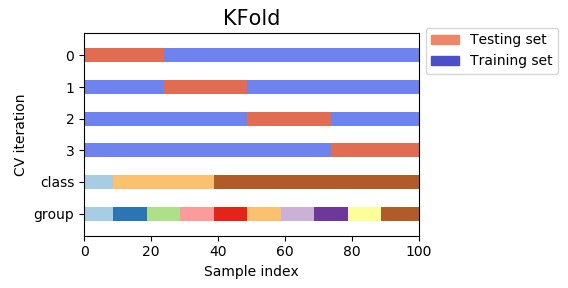 KFold
Testing set
Training set
CV iteration
0
1
2
3
class
group
0 20 40 60 80 100
Sample index